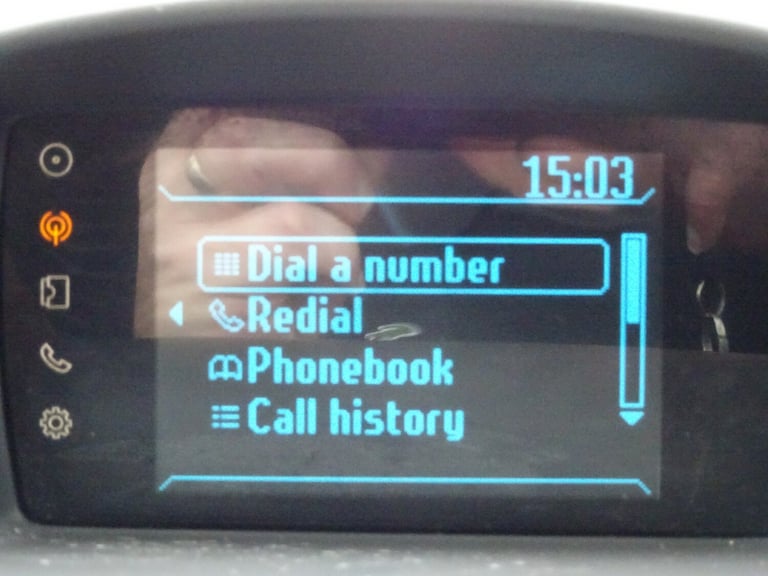 15:03
Dial a number
Redial
Phonebook
Call history